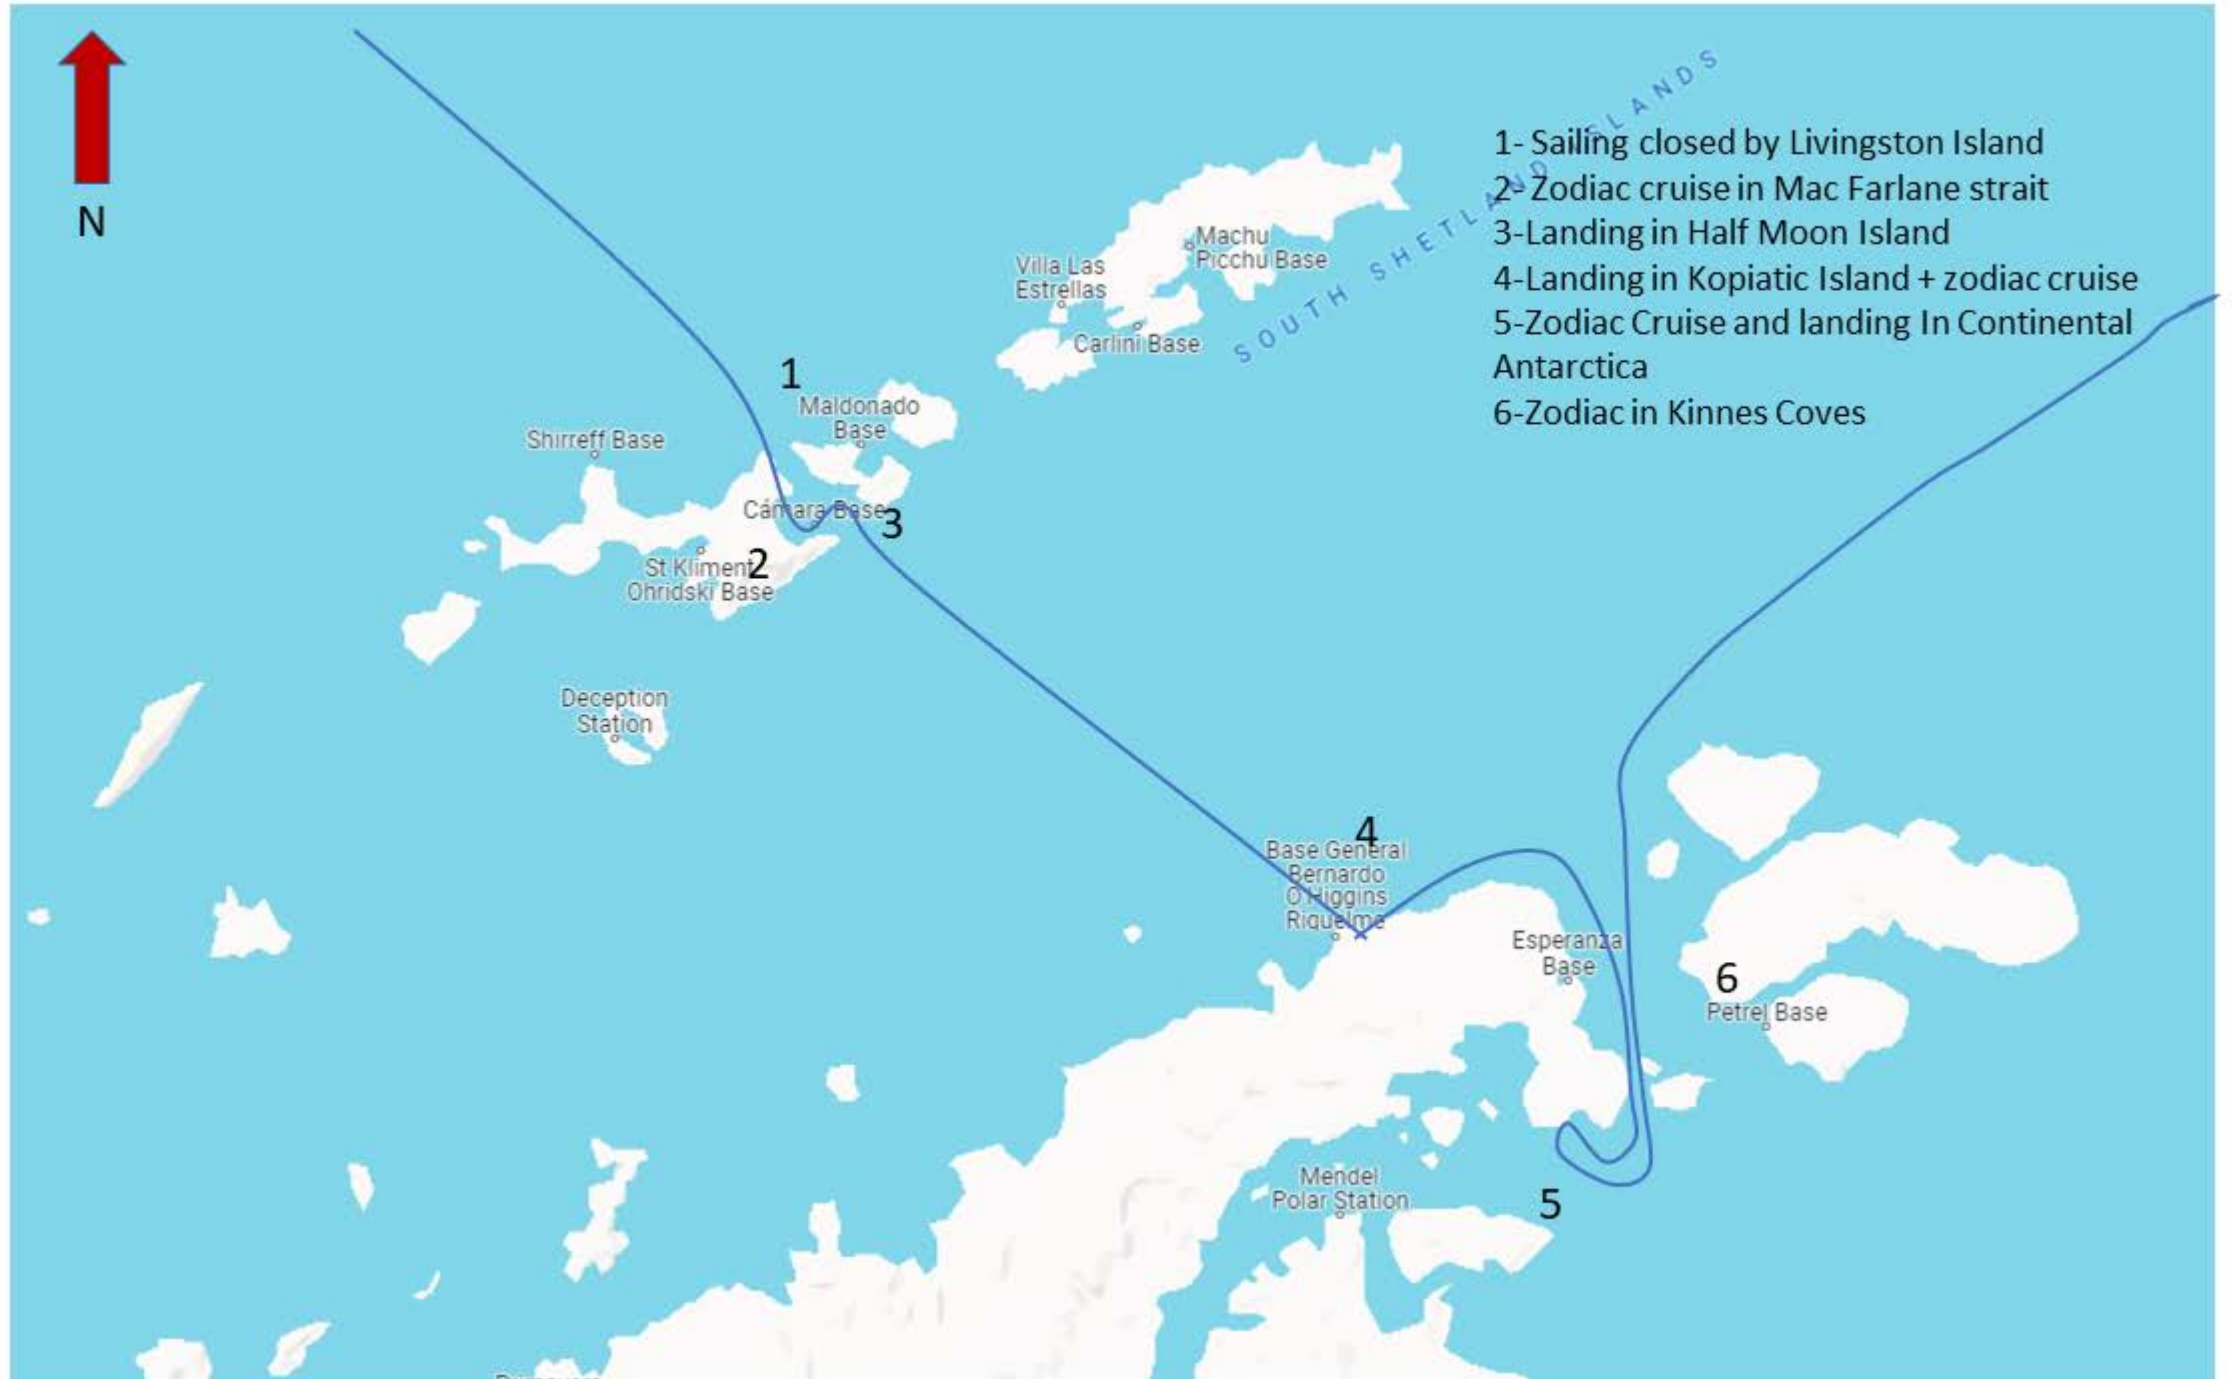 N
SOUTH SHETLAND ISLANDS
1- Sailing closed by Livingston Island
2- Zodiac cruise in Mac Farlane strait
3-Landing in Half Moon Island
4-Landing in Kopiatic Island + zodiac cruise
5-Zodiac Cruise and landing In Continental
Antarctica
6-Zodiac in Kinnes Coves
Machu
Picchu Base
Villa Las
Estrellas
Carlini Base
1
Maldonado
Base
Shirreff Base
Cámara Base
3
2
St Kliment
Ohridski Base
Deception
Station
4
Base General
Bernardo
O'Higgins
Riquelme
Esperanza
Base
6
Petrel Base
Mendel
Polar Station
5